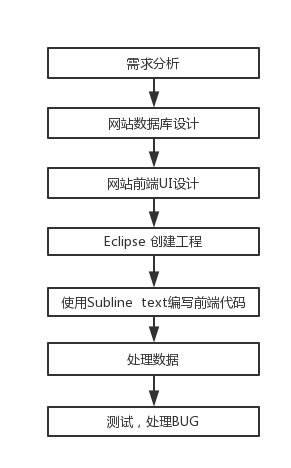 需求分析
网站数据库设计
网站前端UI设计
Eclipse 创建工程
使用Subline  text编写前端代码
处理数据
测试，处理BUG